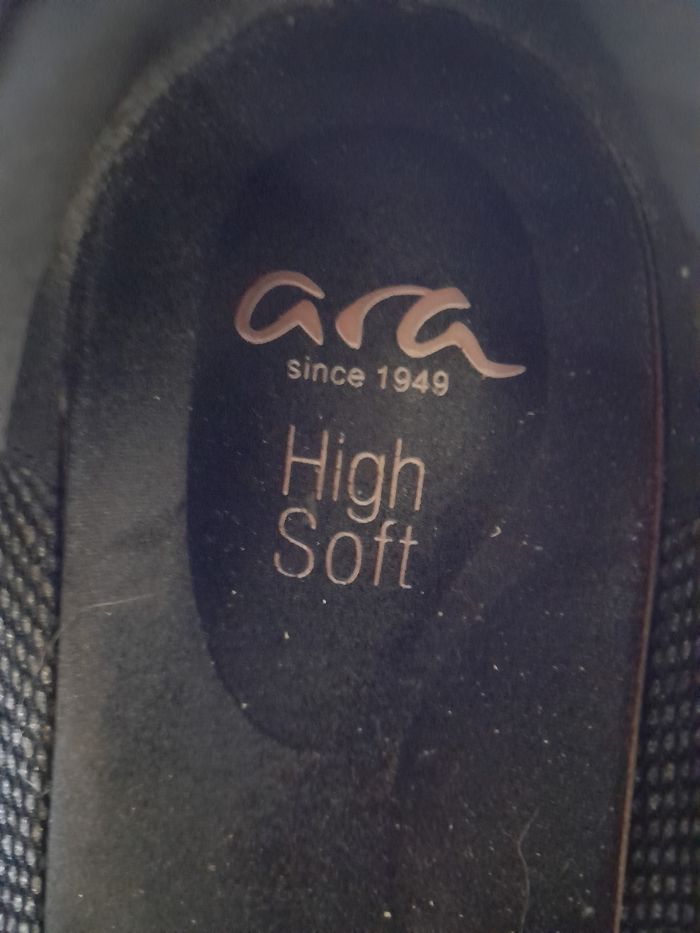 ara
since 1949
High
Soft